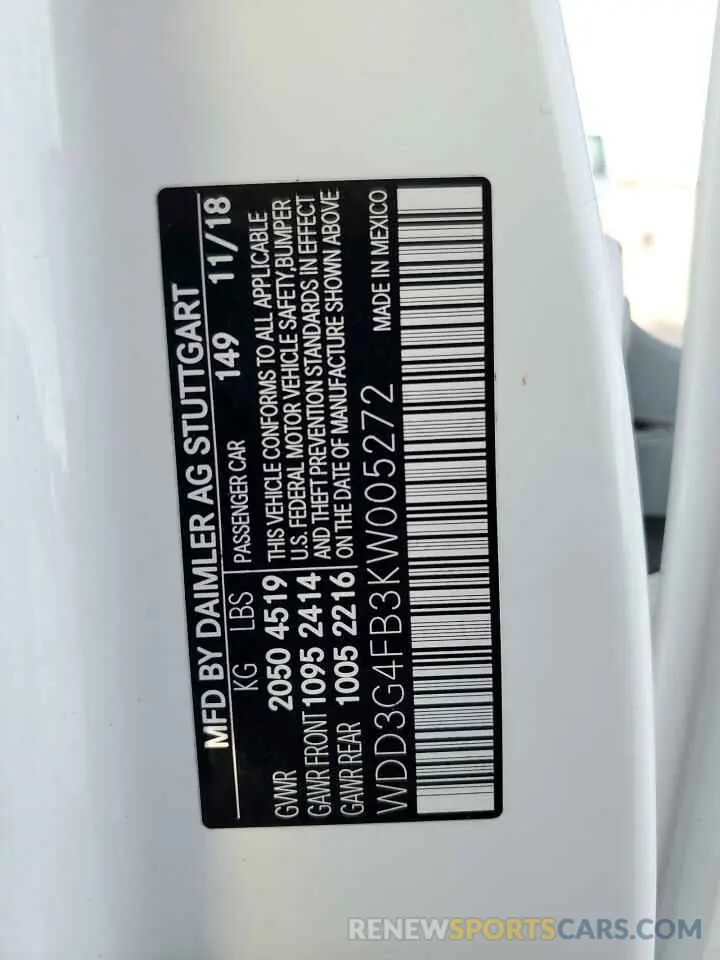 MFD BY DAIMLER AG STUTTGART
KG LBS PASSENGER CAR 149 11/18
GVWR 2050 4519 THIS VEHICLE CONFORMS TO ALL APPLICABLE
U.S. FEDERAL MOTOR VEHICLE SAFETY,BUMPER
GAWR FRONT 1095 2414 AND THEFT PREVENTION STANDARDS IN EFFECT
GAWR REAR 1005 2216 ON THE DATE OF MANUFACTURE SHOWN ABOVE
WDD3G4FB3KW005272 MADE IN MEXICO
RENEWSPORTSCARS.COM